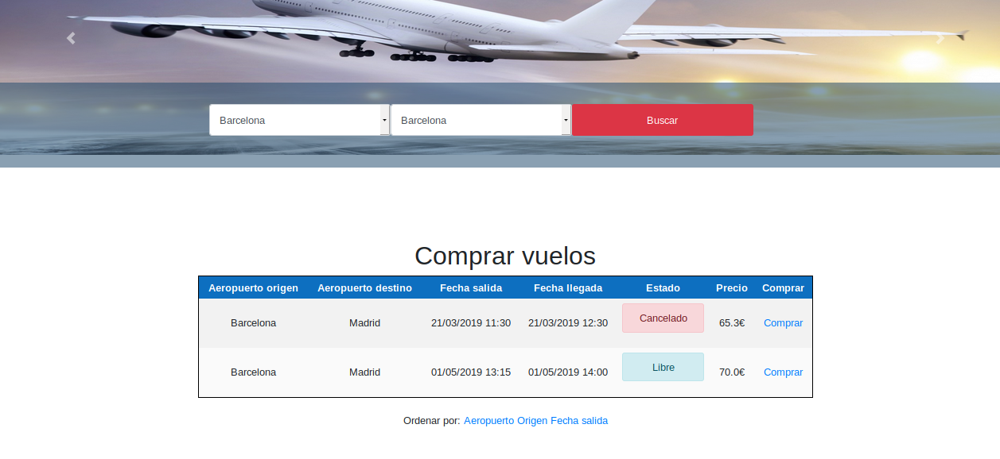 Barcelona Barcelona Buscar
Comprar vuelos
Aeropuerto origen Aeropuerto destino Fecha salida Fecha llegada Estado Precio Comprar
Barcelona Madrid 21/03/2019 11:30 21/03/2019 12:30 Cancelado 65.3€ Comprar
Barcelona Madrid 01/05/2019 13:15 01/05/2019 14:00 Libre 70.0€ Comprar
Ordenar por: Aeropuerto Origen Fecha salida